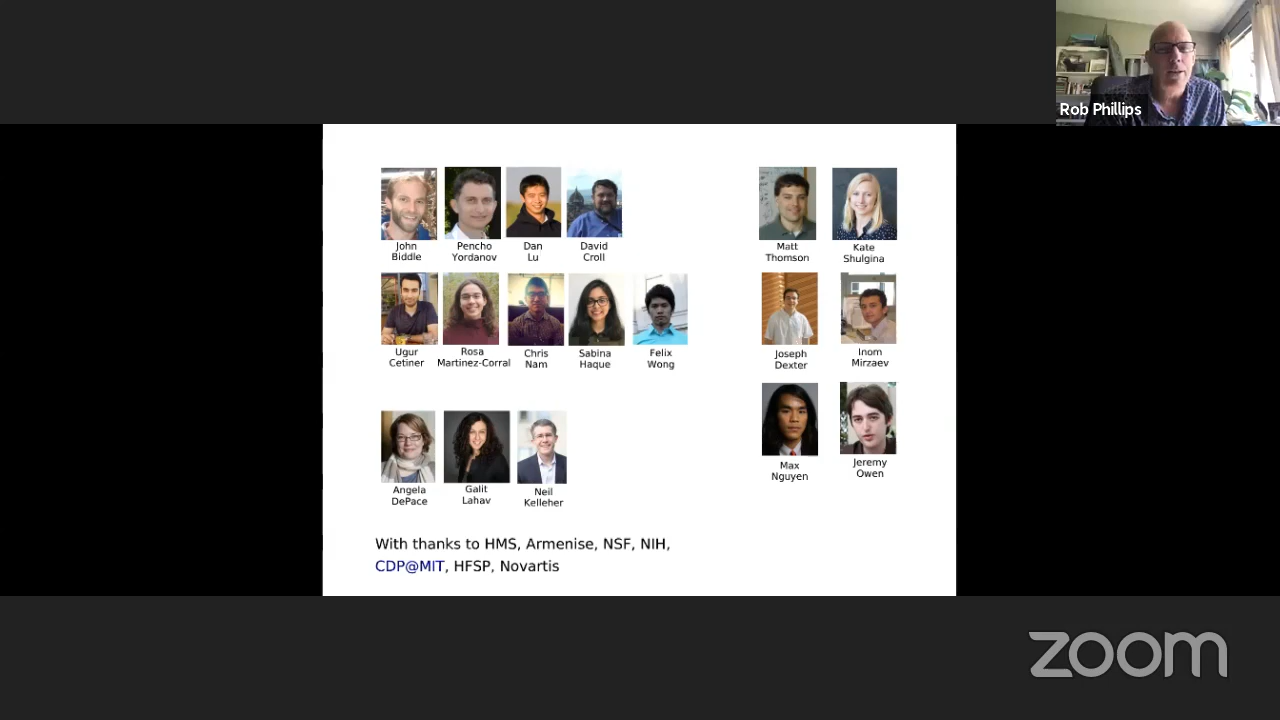 Rob Phillips
John
Biddle
Pencho
Yordanov
Dan
Lu
David
Croll
Matt
Thomson
Kate
Shulgina
Ugur
Cetiner
Rosa
Martinez-Corral
Chris
Nam
Sabina
Haque
Felix
Wong
Joseph
Dexter
Inom
Mirzaev
Max
Nguyen
Jeremy
Owen
Angela
DePace
Galit
Lahav
Neil
Kelleher
With thanks to HMS, Armenise, NSF, NIH,
CDP@MIT, HFSP, Novartis
zoom